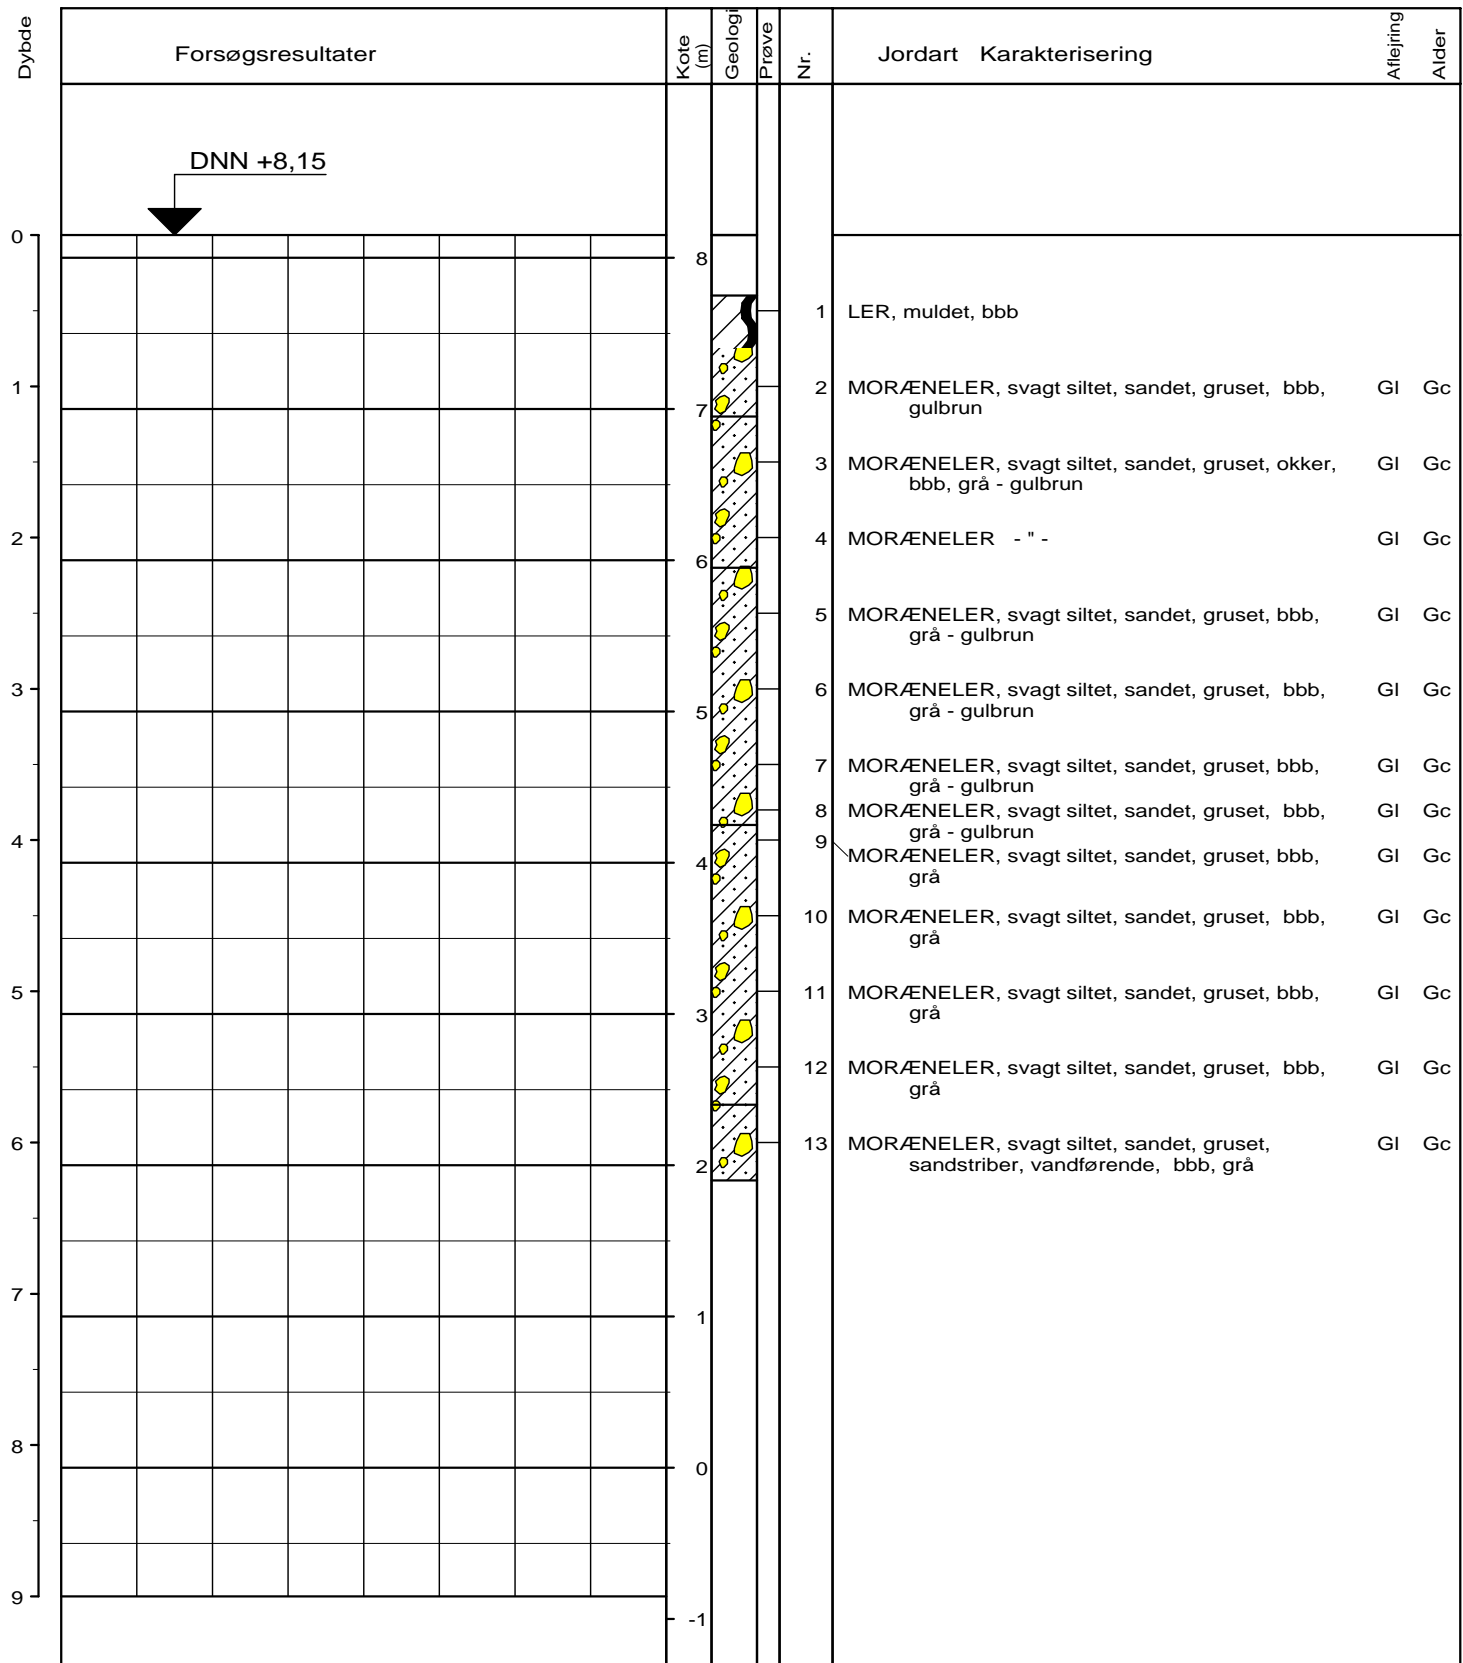 Dybde
Forsøgsresultater
Kote
(m)
Geologi
Prøve
Nr.
Jordart Karakterisering
Aflejring
Alder
DNN +8,15
0
8
1 LER, muldet, bbb
1
2 MORÆNELER, svagt siltet, sandet, gruset, bbb, Gl Gc
gulbrun
7
3 MORÆNELER, svagt siltet, sandet, gruset, okker, Gl Gc
bbb, grå - gulbrun
2
4 MORÆNELER - " - Gl Gc
6
5 MORÆNELER, svagt siltet, sandet, gruset, bbb, Gl Gc
grå - gulbrun
3
6 MORÆNELER, svagt siltet, sandet, gruset, bbb, Gl Gc
grå - gulbrun
5
7 MORÆNELER, svagt siltet, sandet, gruset, bbb, Gl Gc
grå - gulbrun
8 MORÆNELER, svagt siltet, sandet, gruset, bbb, Gl Gc
grå - gulbrun
4
9 MORÆNELER, svagt siltet, sandet, gruset, bbb, Gl Gc
grå
4
10 MORÆNELER, svagt siltet, sandet, gruset, bbb, Gl Gc
grå
5
11 MORÆNELER, svagt siltet, sandet, gruset, bbb, Gl Gc
grå
3
12 MORÆNELER, svagt siltet, sandet, gruset, bbb, Gl Gc
grå
6
13 MORÆNELER, svagt siltet, sandet, gruset, Gl Gc
sandstriber, vandførende, bbb, grå
2
7
1
8
0
9
-1